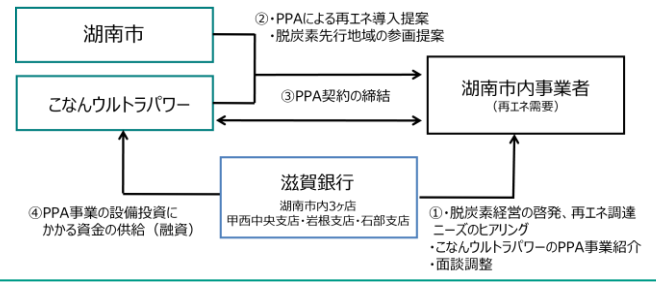 湖南市
②・PPAによる再エネ導入提案
・脱炭素先行地域の参画提案
こなんウルトラパワー
③PPA契約の締結
湖南市内事業者
(再エネ需要)
滋賀銀行
湖南市内3ヶ店
甲西中央支店・岩根支店・石部支店
④PPA事業の設備投資に
かかる資金の供給（融資）
①・脱炭素経営の啓発、再エネ調達
ニーズのヒアリング
・こなんウルトラパワーのPPA事業紹介
・面談調整